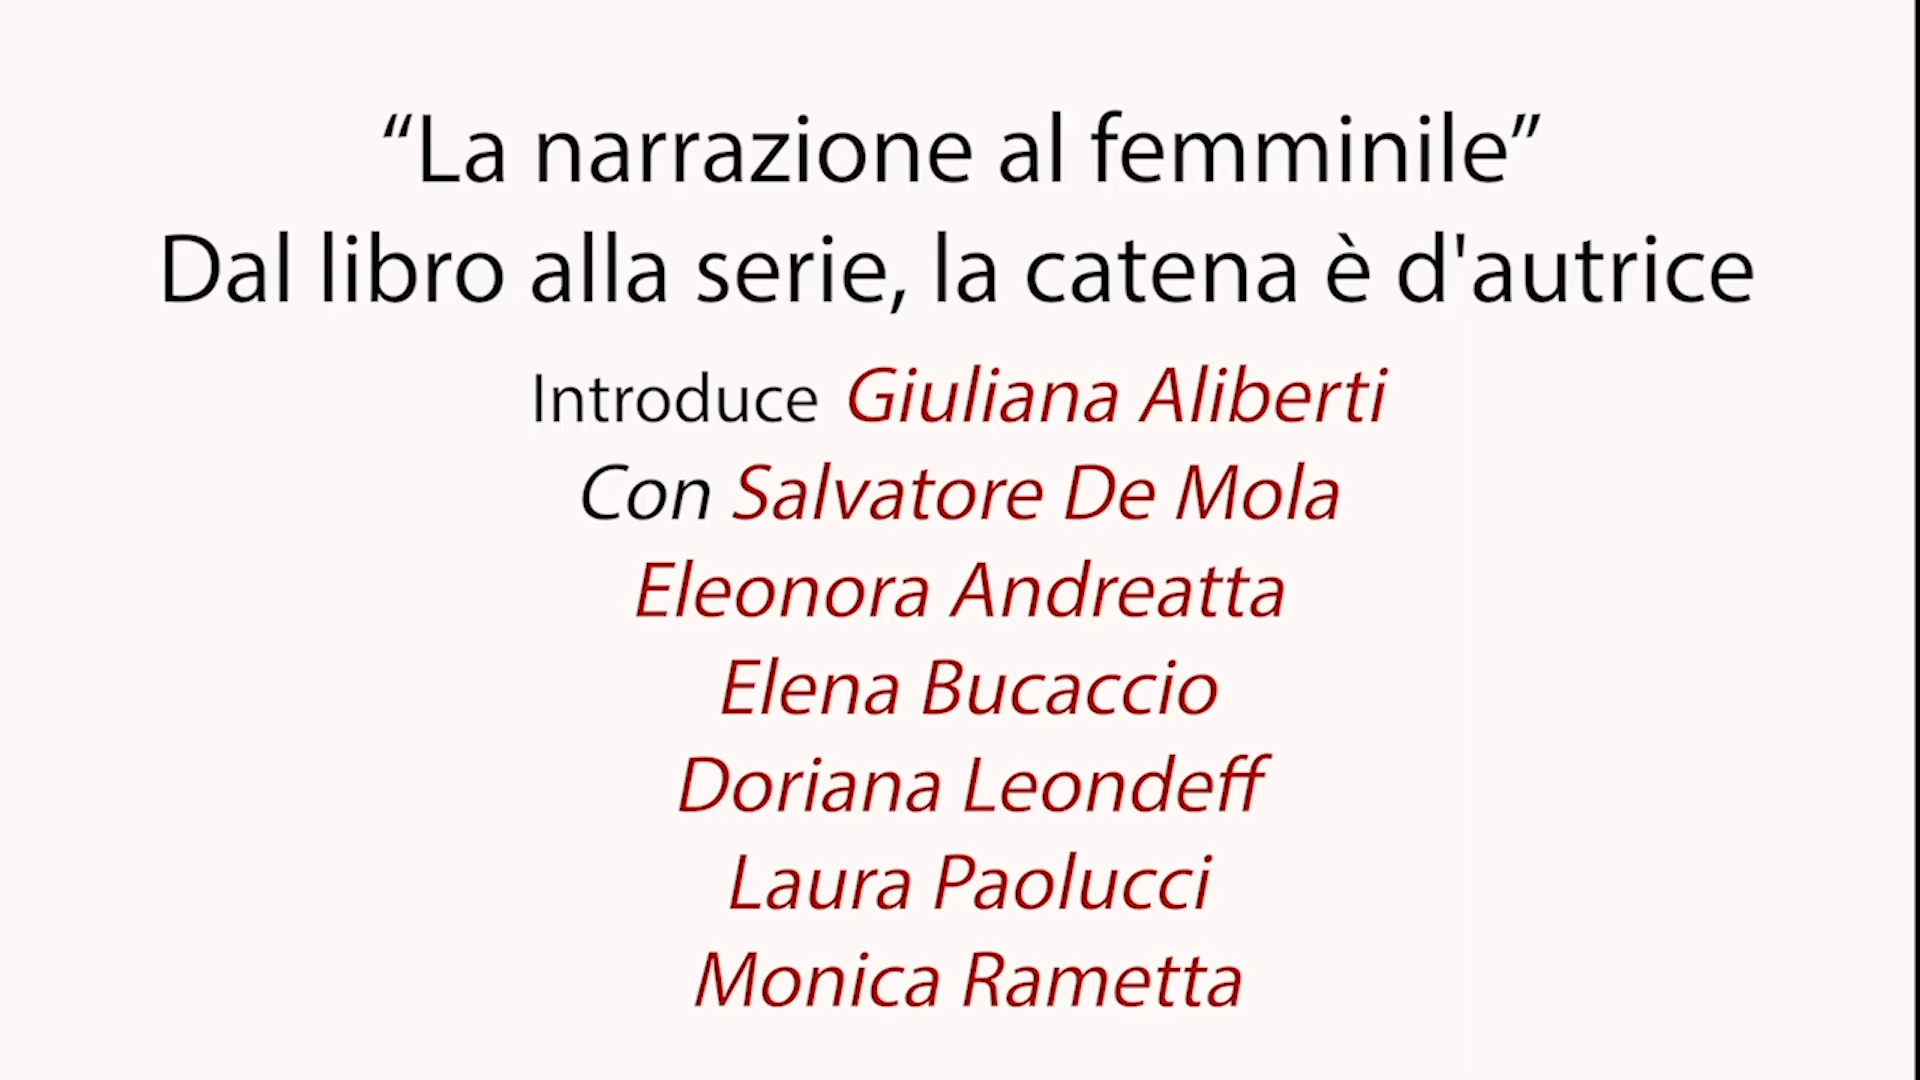 “La narrazione al femminile”
Dal libro alla serie, la catena è d'autrice
Introduce Giuliana Aliberti
Con Salvatore De Mola
Eleonora Andreatta
Elena Bucaccio
Doriana Leondeff
Laura Paolucci
Monica Rametta